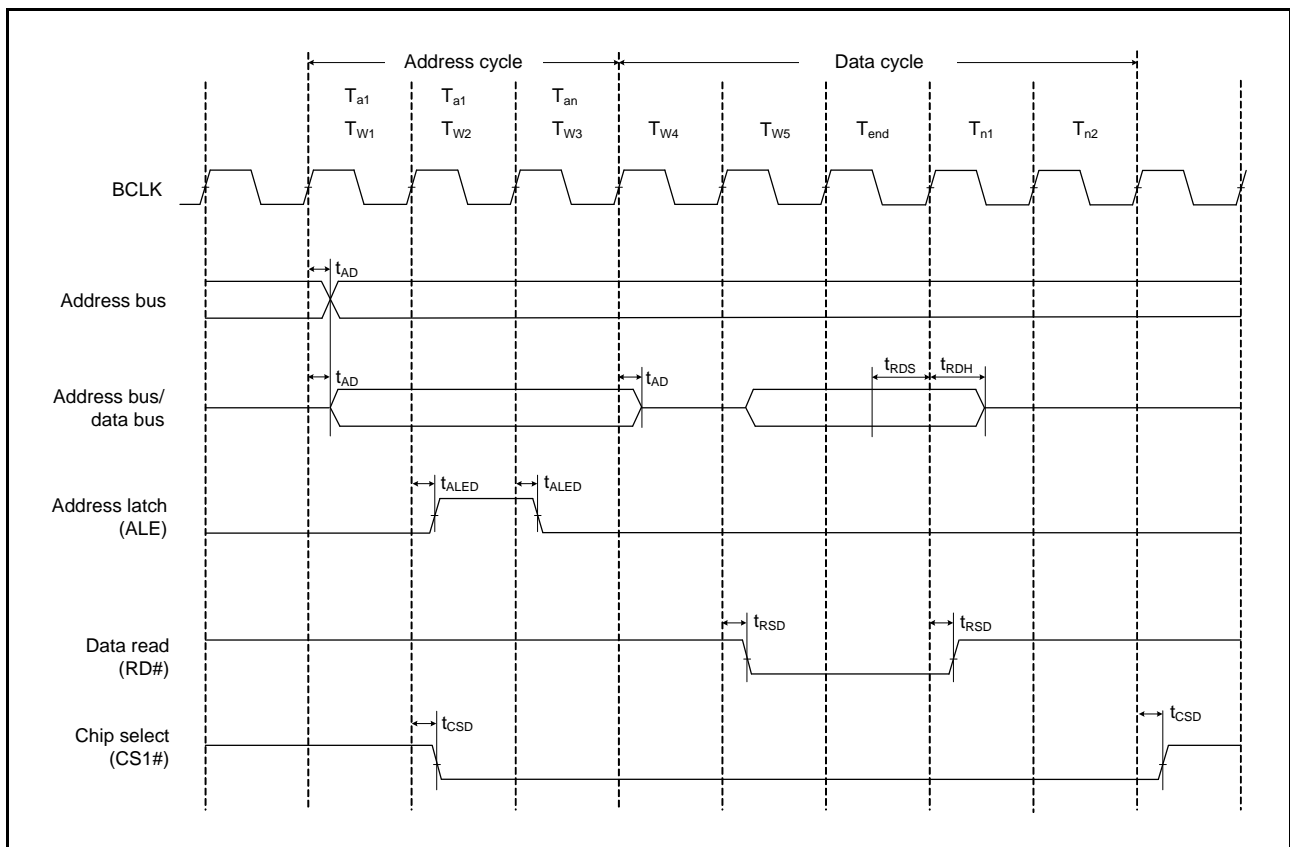 Address cycle Data cycle
Ta1 Ta1 Tan
TW1 TW2 TW3 TW4 TW5 Tend Tn1 Tn2
BCLK
tAD
Address bus
tRDS tRDH
tAD tAD
Address bus/
data bus
tALED tALED
Address latch
(ALE)
tRSD tRSD
Data read
(RD#)
tCSD tCSD
Chip select
(CS1#)